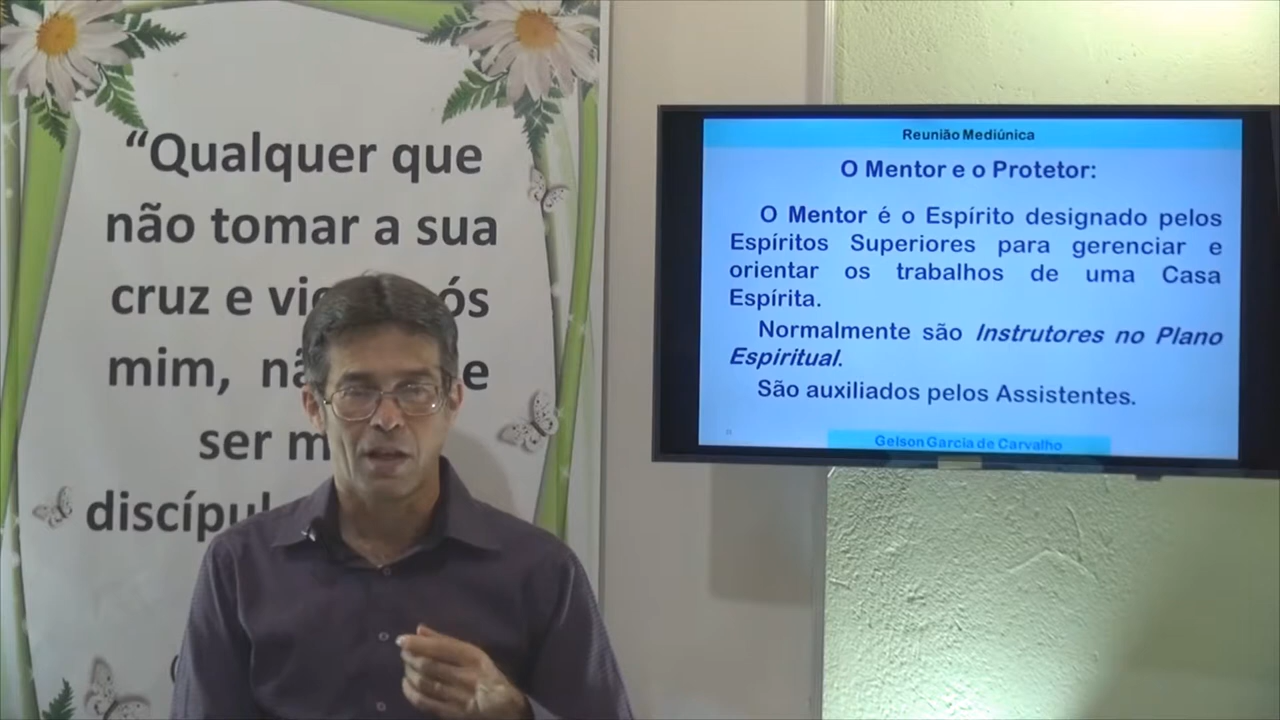 “Qualquer que
não tomar a sua
cruz e
mim,
ser
Reunião Mediúnica
O Mentor e o Protetor:
O Mentor é o Espírito designado pelos
Espíritos Superiores para gerenciar e
orientar os trabalhos de uma Casa
Espírita.
Normalmente são Instrutores no Plano
Espiritual.
São auxiliados pelos Assistentes.
Gelson Garcia de Carvalho